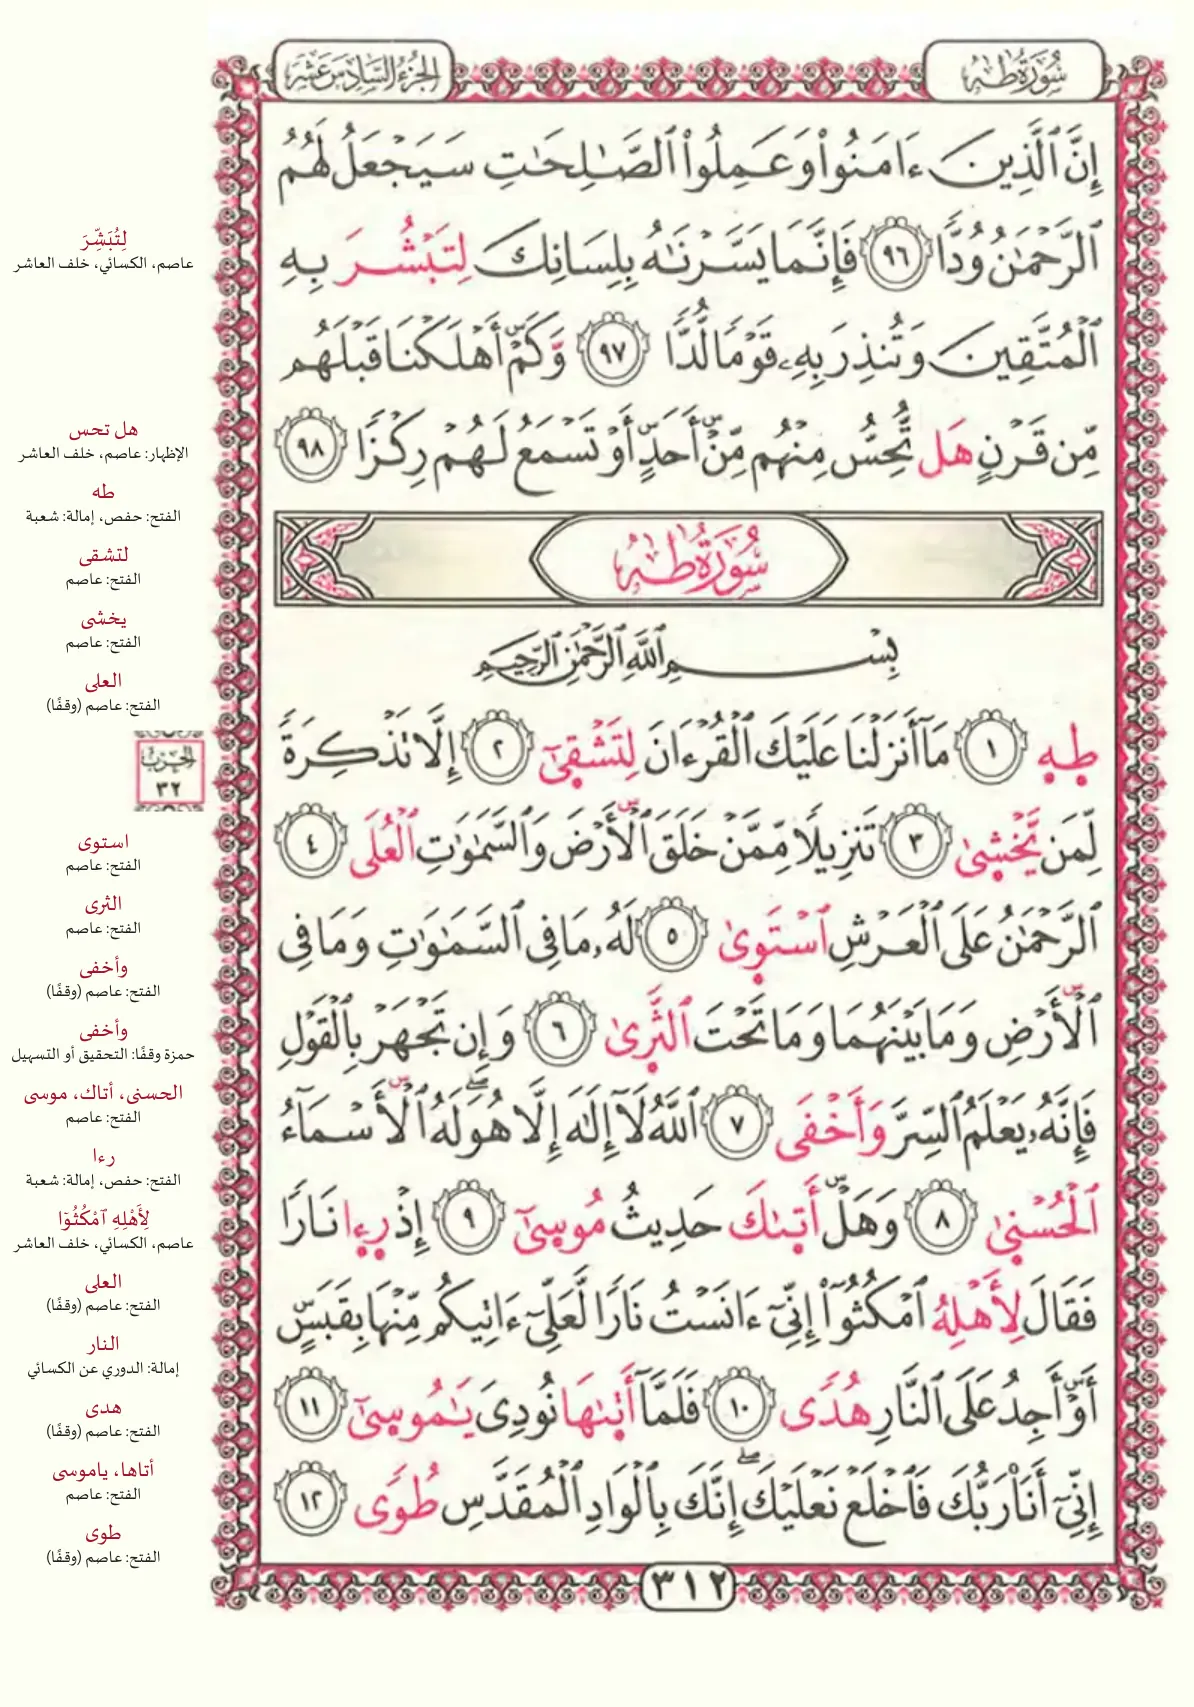 سُورَةُ طه
الجُزْءُ السَّادِسَ عَشَرَ
إِنَّ ٱلَّذِينَ ءَامَنُوا۟ وَعَمِلُوا۟ ٱلصَّـٰلِحَـٰتِ سَيَجْعَلُ لَهُمُ
ٱلرَّحْمَـٰنُ وُدًّا ٩٦ فَإِنَّمَا يَسَّرْنَـٰهُ بِلِسَانِكَ لِتَبْشُرَ بِهِ
ٱلْمُتَّقِينَ وَتُنذِرَ بِهِۦ قَوْمًا لُّدًّا ٩٧ وَكَمْ أَهْلَكْنَا قَبْلَهُم
مِّن قَرْنٍ هَل تُّحِسُّ مِنْهُم مِّنْ أَحَدٍ أَوْ تَسْمَعُ لَهُمْ رِكْزًا ٩٨
سُورَةُ طه
بِسْمِ ٱللَّهِ ٱلرَّحْمَـٰنِ ٱلرَّحِيمِ
طه ١ مَآ أَنزَلْنَا عَلَيْكَ ٱلْقُرْءَانَ لِتَشْقَىٰٓ ٢ إِلَّا تَذْكِرَةً
لِّمَن يَّخْشَىٰ ٣ تَنزِيلًا مِّمَّنْ خَلَقَ ٱلْأَرْضَ وَٱلسَّمَـٰوَٰتِ ٱلْعُلَى ٤
ٱلرَّحْمَـٰنُ عَلَى ٱلْعَرْشِ ٱسْتَوَىٰ ٥ لَهُۥ مَا فِى ٱلسَّمَـٰوَٰتِ وَمَا فِى
ٱلْأَرْضِ وَمَا بَيْنَهُمَا وَمَا تَحْتَ ٱلثَّرَىٰ ٦ وَإِن تَجْهَرْ بِٱلْقَوْلِ
فَإِنَّهُۥ يَعْلَمُ ٱلسِّرَّ وَأَخْفَى ٧ ٱللَّهُ لَآ إِلَـٰهَ إِلَّا هُوَ ۖ لَهُ ٱلْأَسْمَآءُ
ٱلْحُسْنَىٰ ٨ وَهَلْ أَتَىٰكَ حَدِيثُ مُوسَىٰٓ ٩ إِذْ رِءِا نَارًا
فَقَالَ لِأَهْلِهُ ٱمْكُثُوٓا۟ إِنِّىٓ ءَانَسْتُ نَارًا لَّعَلِّىٓ ءَاتِيكُم مِّنْهَا بِقَبَسٍ
أَوْ أَجِدُ عَلَى ٱلنَّارِ هُدًى ١٠ فَلَمَّآ أَتَىٰهَا نُودِىَ يَـٰمُوسَىٰٓ ١١
إِنِّىٓ أَنَا۠ رَبُّكَ فَٱخْلَعْ نَعْلَيْكَ ۖ إِنَّكَ بِٱلْوَادِ ٱلْمُقَدَّسِ طُوًى ١٢
٣١٢
لِتُبَشِّرَ
عاصم، الكسائي، خلف العاشر
هل تحس
الإظهار: عاصم، خلف العاشر
طه
الفتح: حفص، إمالة: شعبة
لتشقى
الفتح: عاصم
يخشى
الفتح: عاصم
العلى
الفتح: عاصم (وقفًا)
الحزب
٣٢
استوى
الفتح: عاصم
الثرى
الفتح: عاصم
وأخفى
الفتح: عاصم (وقفًا)
وأخفى
حمزة وقفًا: التحقيق أو التسهيل
الحسنى، أتاك، موسى
الفتح: عاصم
رءا
الفتح: حفص، إمالة: شعبة
لِأَهْلِهِ ٱمْكُثُوٓا۟
عاصم، الكسائي، خلف العاشر
العلى
الفتح: عاصم (وقفًا)
النار
إمالة: الدوري عن الكسائي
هدى
الفتح: عاصم (وقفًا)
أتاها، ياموسى
الفتح: عاصم
طوى
الفتح: عاصم (وقفًا)